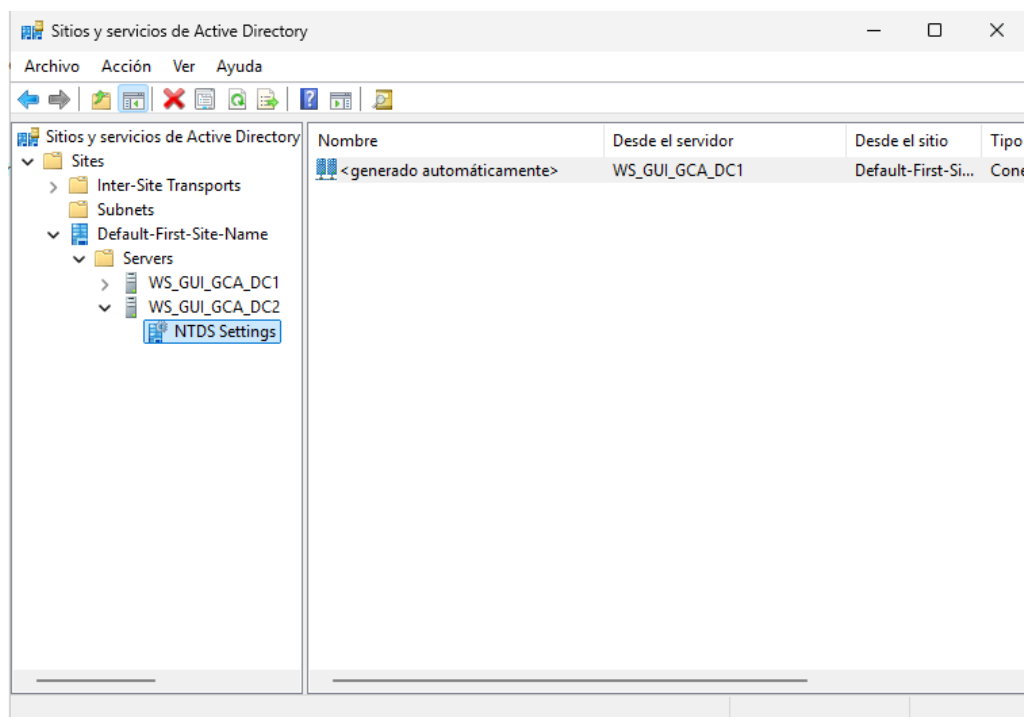 Sitios y servicios de Active Directory
Archivo Acción Ver Ayuda
Sitios y servicios de Active Directory
Sites
Inter-Site Transports
Subnets
Default-First-Site-Name
Servers
WS_GUI_GCA_DC1
WS_GUI_GCA_DC2
NTDS Settings
Nombre Desde el servidor Desde el sitio Tipo
<generado automáticamente> WS_GUI_GCA_DC1 Default-First-Si... Cone